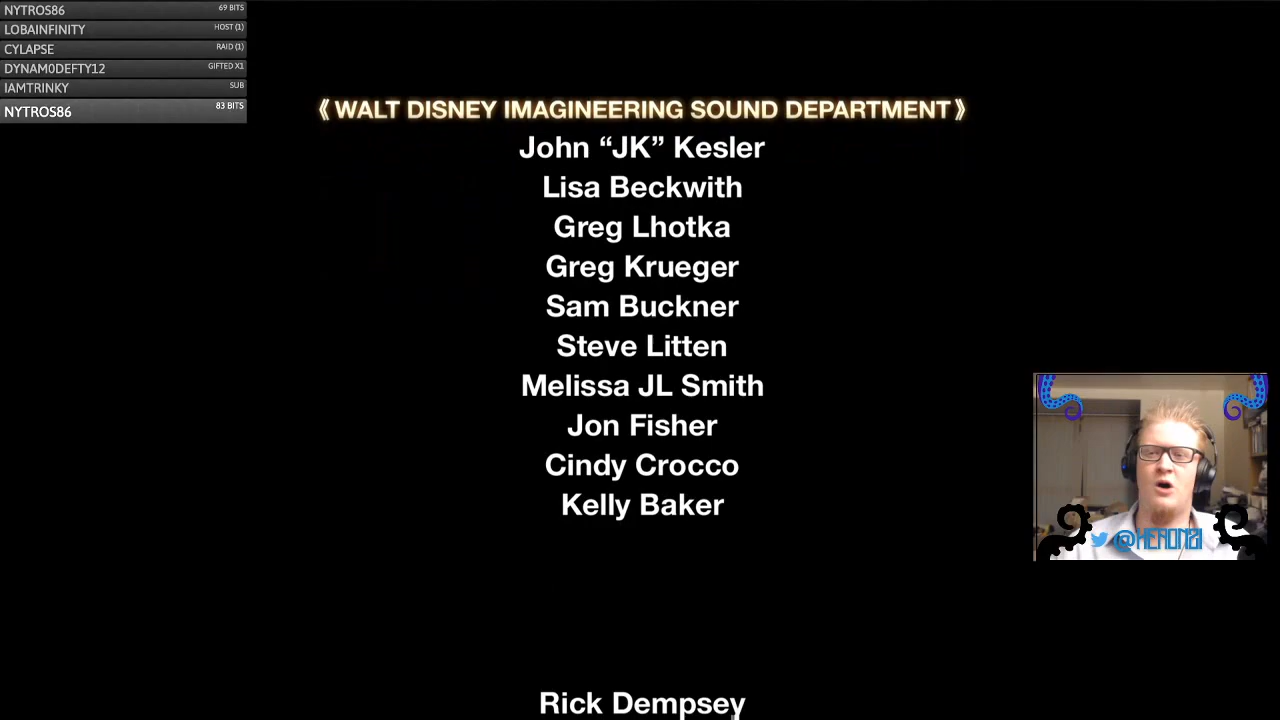 NYTROS86 69 BITS
LOBAINFINITY HOST (1)
CYLAPSE RAID (1)
DYNAM0DEFTY12 GIFTED X1
IAMTRINKY SUB
NYTROS86 83 BITS
《WALT DISNEY IMAGINEERING SOUND DEPARTMENT》
John “JK” Kesler
Lisa Beckwith
Greg Lhotka
Greg Krueger
Sam Buckner
Steve Litten
Melissa JL Smith
Jon Fisher
Cindy Crocco
Kelly Baker
Rick Dempsey